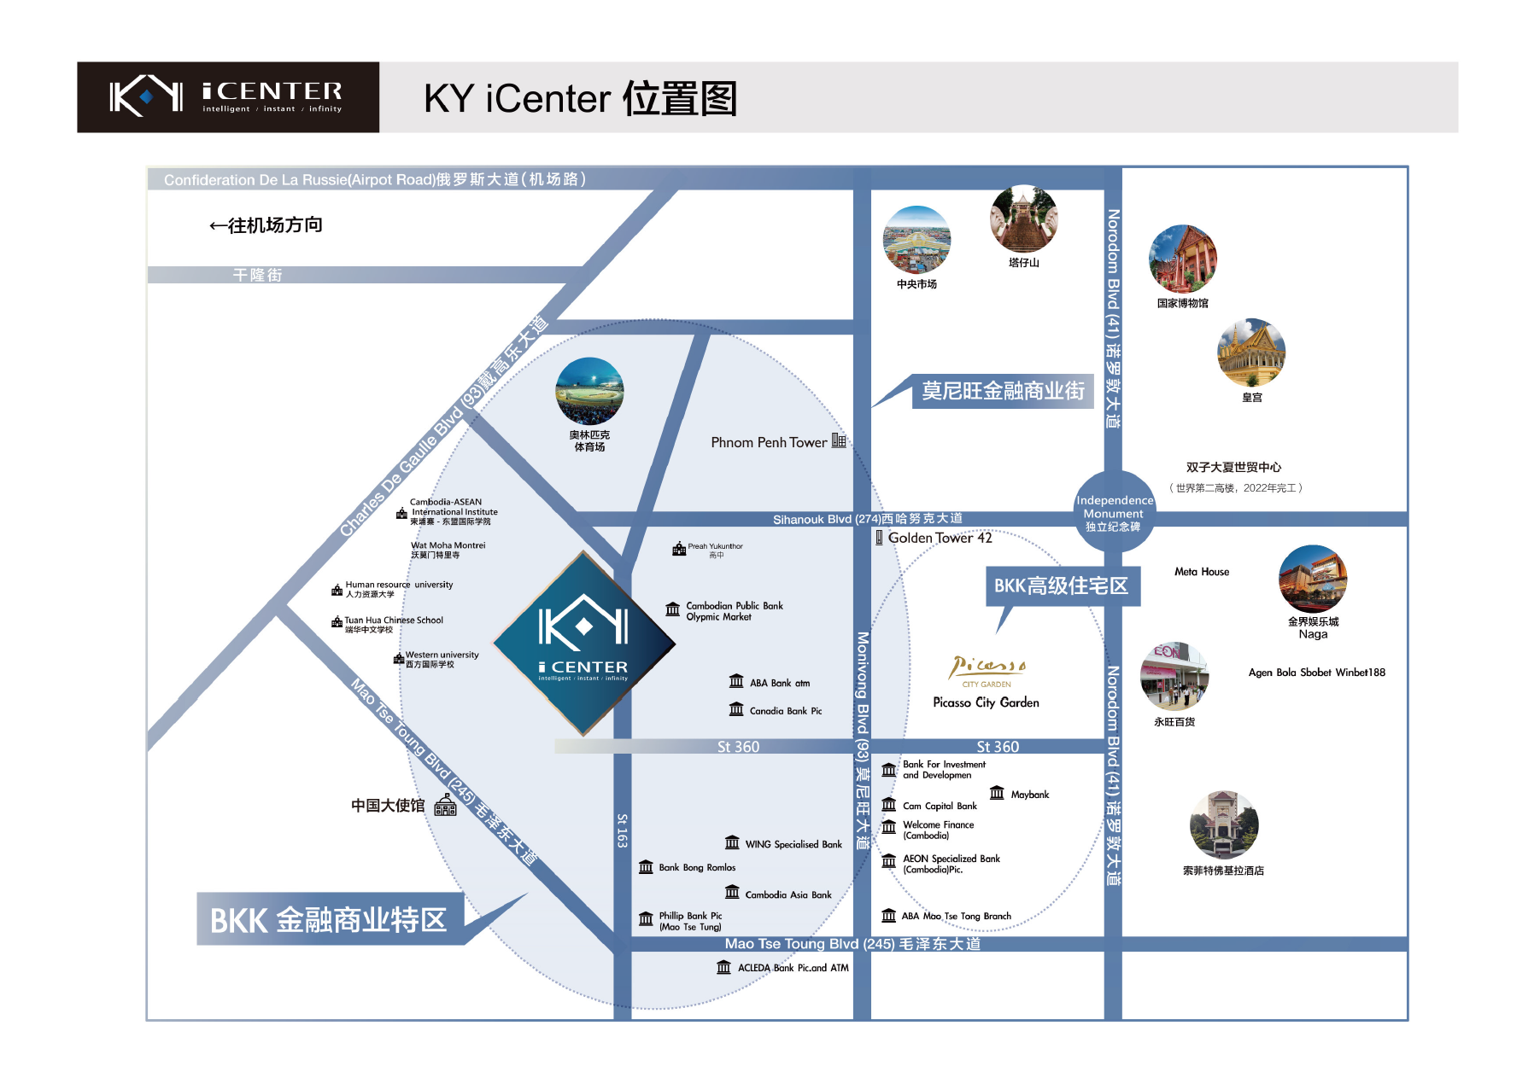 iCENTER
intelligent / instant / infinity
KY iCenter 位置图
Confideration De La Russie(Airpot Road)俄罗斯大道(机场路)
←往机场方向
干隆街
Charles De Gaulle Blvd (93)戴高乐大道
中央市场
塔仔山
Norodom Blvd (41) 诺罗敦大道
国家博物馆
皇宫
奥林匹克
体育场
莫尼旺金融商业街
Phnom Penh Tower
双子大厦世贸中心
（世界第二高楼，2022年完工）
Independence
Monument
独立纪念碑
Sihanouk Blvd (274)西哈努克大道
Golden Tower 42
Cambodia-ASEAN
International Institute
柬埔寨 - 东盟国际学院
Wat Moha Montrei
沃莫门特里寺
Human resource university
人力资源大学
Tuan Hua Chinese School
端华中文学校
Western university
西方国际学校
Preah Yukunthor
高中
Cambodian Public Bank
Olypmic Market
iCENTER
intelligent / instant / infinity
ABA Bank atm
Canadia Bank Pic
BKK高级住宅区
Meta House
金界娱乐城
Naga
Picasso
CITY GARDEN
Picasso City Garden
Agen Bola Sbobet Winbet188
EON
永旺百货
Monivong Blvd (93) 莫尼旺大道
Norodom Blvd (41) 诺罗敦大道
St 360
St 360
Mao Tse Toung Blvd (245) 毛泽东大道
中国大使馆
St 163
Bank For Investment
and Developmen
Maybank
Cam Capital Bank
Welcome Finance
(Cambodia)
AEON Specialized Bank
(Cambodia)Pic.
ABA Mao Tse Tong Branch
WING Specialised Bank
Bank Bong Romlos
Cambodia Asia Bank
Phillip Bank Pic
(Mao Tse Tung)
索菲特佛基拉酒店
BKK 金融商业特区
Mao Tse Toung Blvd (245) 毛泽东大道
ACLEDA Bank Pic.and ATM